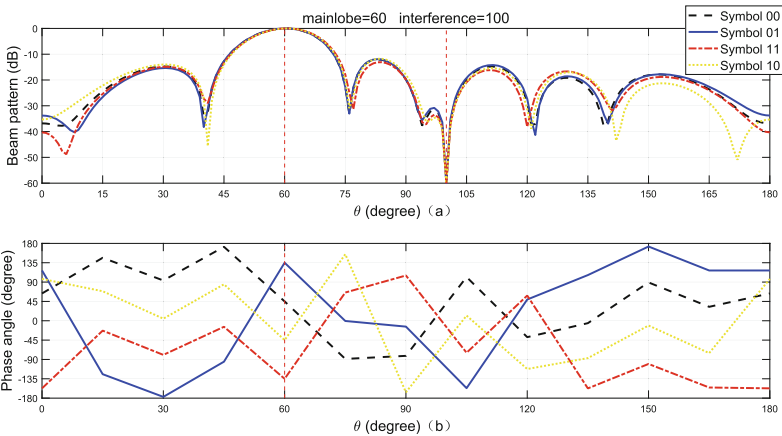 mainlobe=60 interference=100
Symbol 00
Symbol 01
Symbol 11
Symbol 10
Beam pattern (dB)
0
-10
-20
-30
-40
-50
-60
0 15 30 45 60 75 90 105 120 135 150 165 180
θ (degree)（a）
Phase angle (degree)
180
135
90
45
0
-45
-90
-135
-180
0 30 60 90 120 150 180
θ (degree)（b）